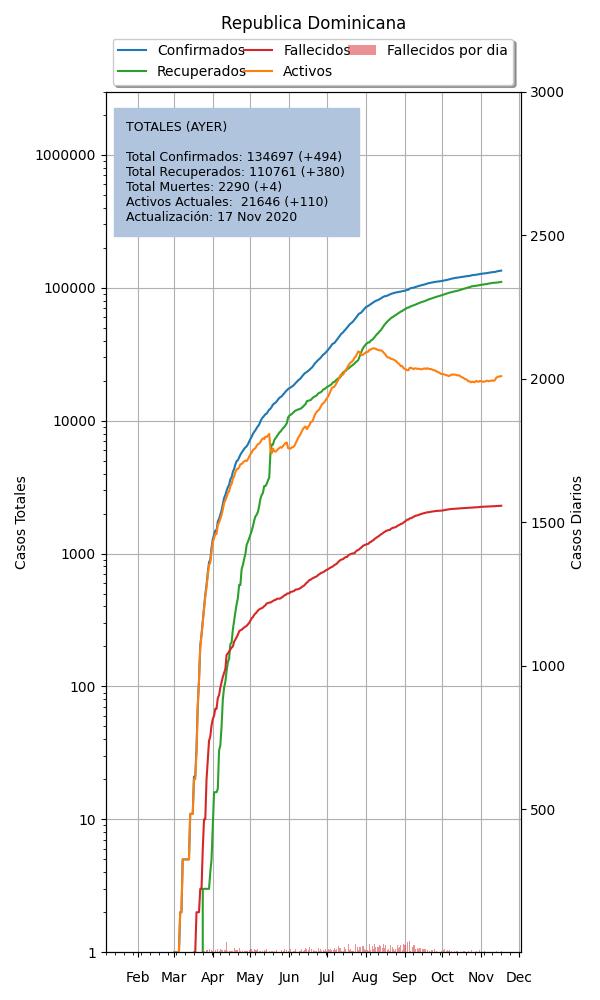 Republica Dominicana
Confirmados Fallecidos Fallecidos por dia
Recuperados Activos
TOTALES (AYER)
Total Confirmados: 134697 (+494)
Total Recuperados: 110761 (+380)
Total Muertes: 2290 (+4)
Activos Actuales:  21646 (+110)
Actualización: 17 Nov 2020
Casos Totales
1000000
100000
10000
1000
100
10
1
3000
2500
2000
1500
1000
500
Casos Diarios
Feb Mar Apr May Jun Jul Aug Sep Oct Nov Dec